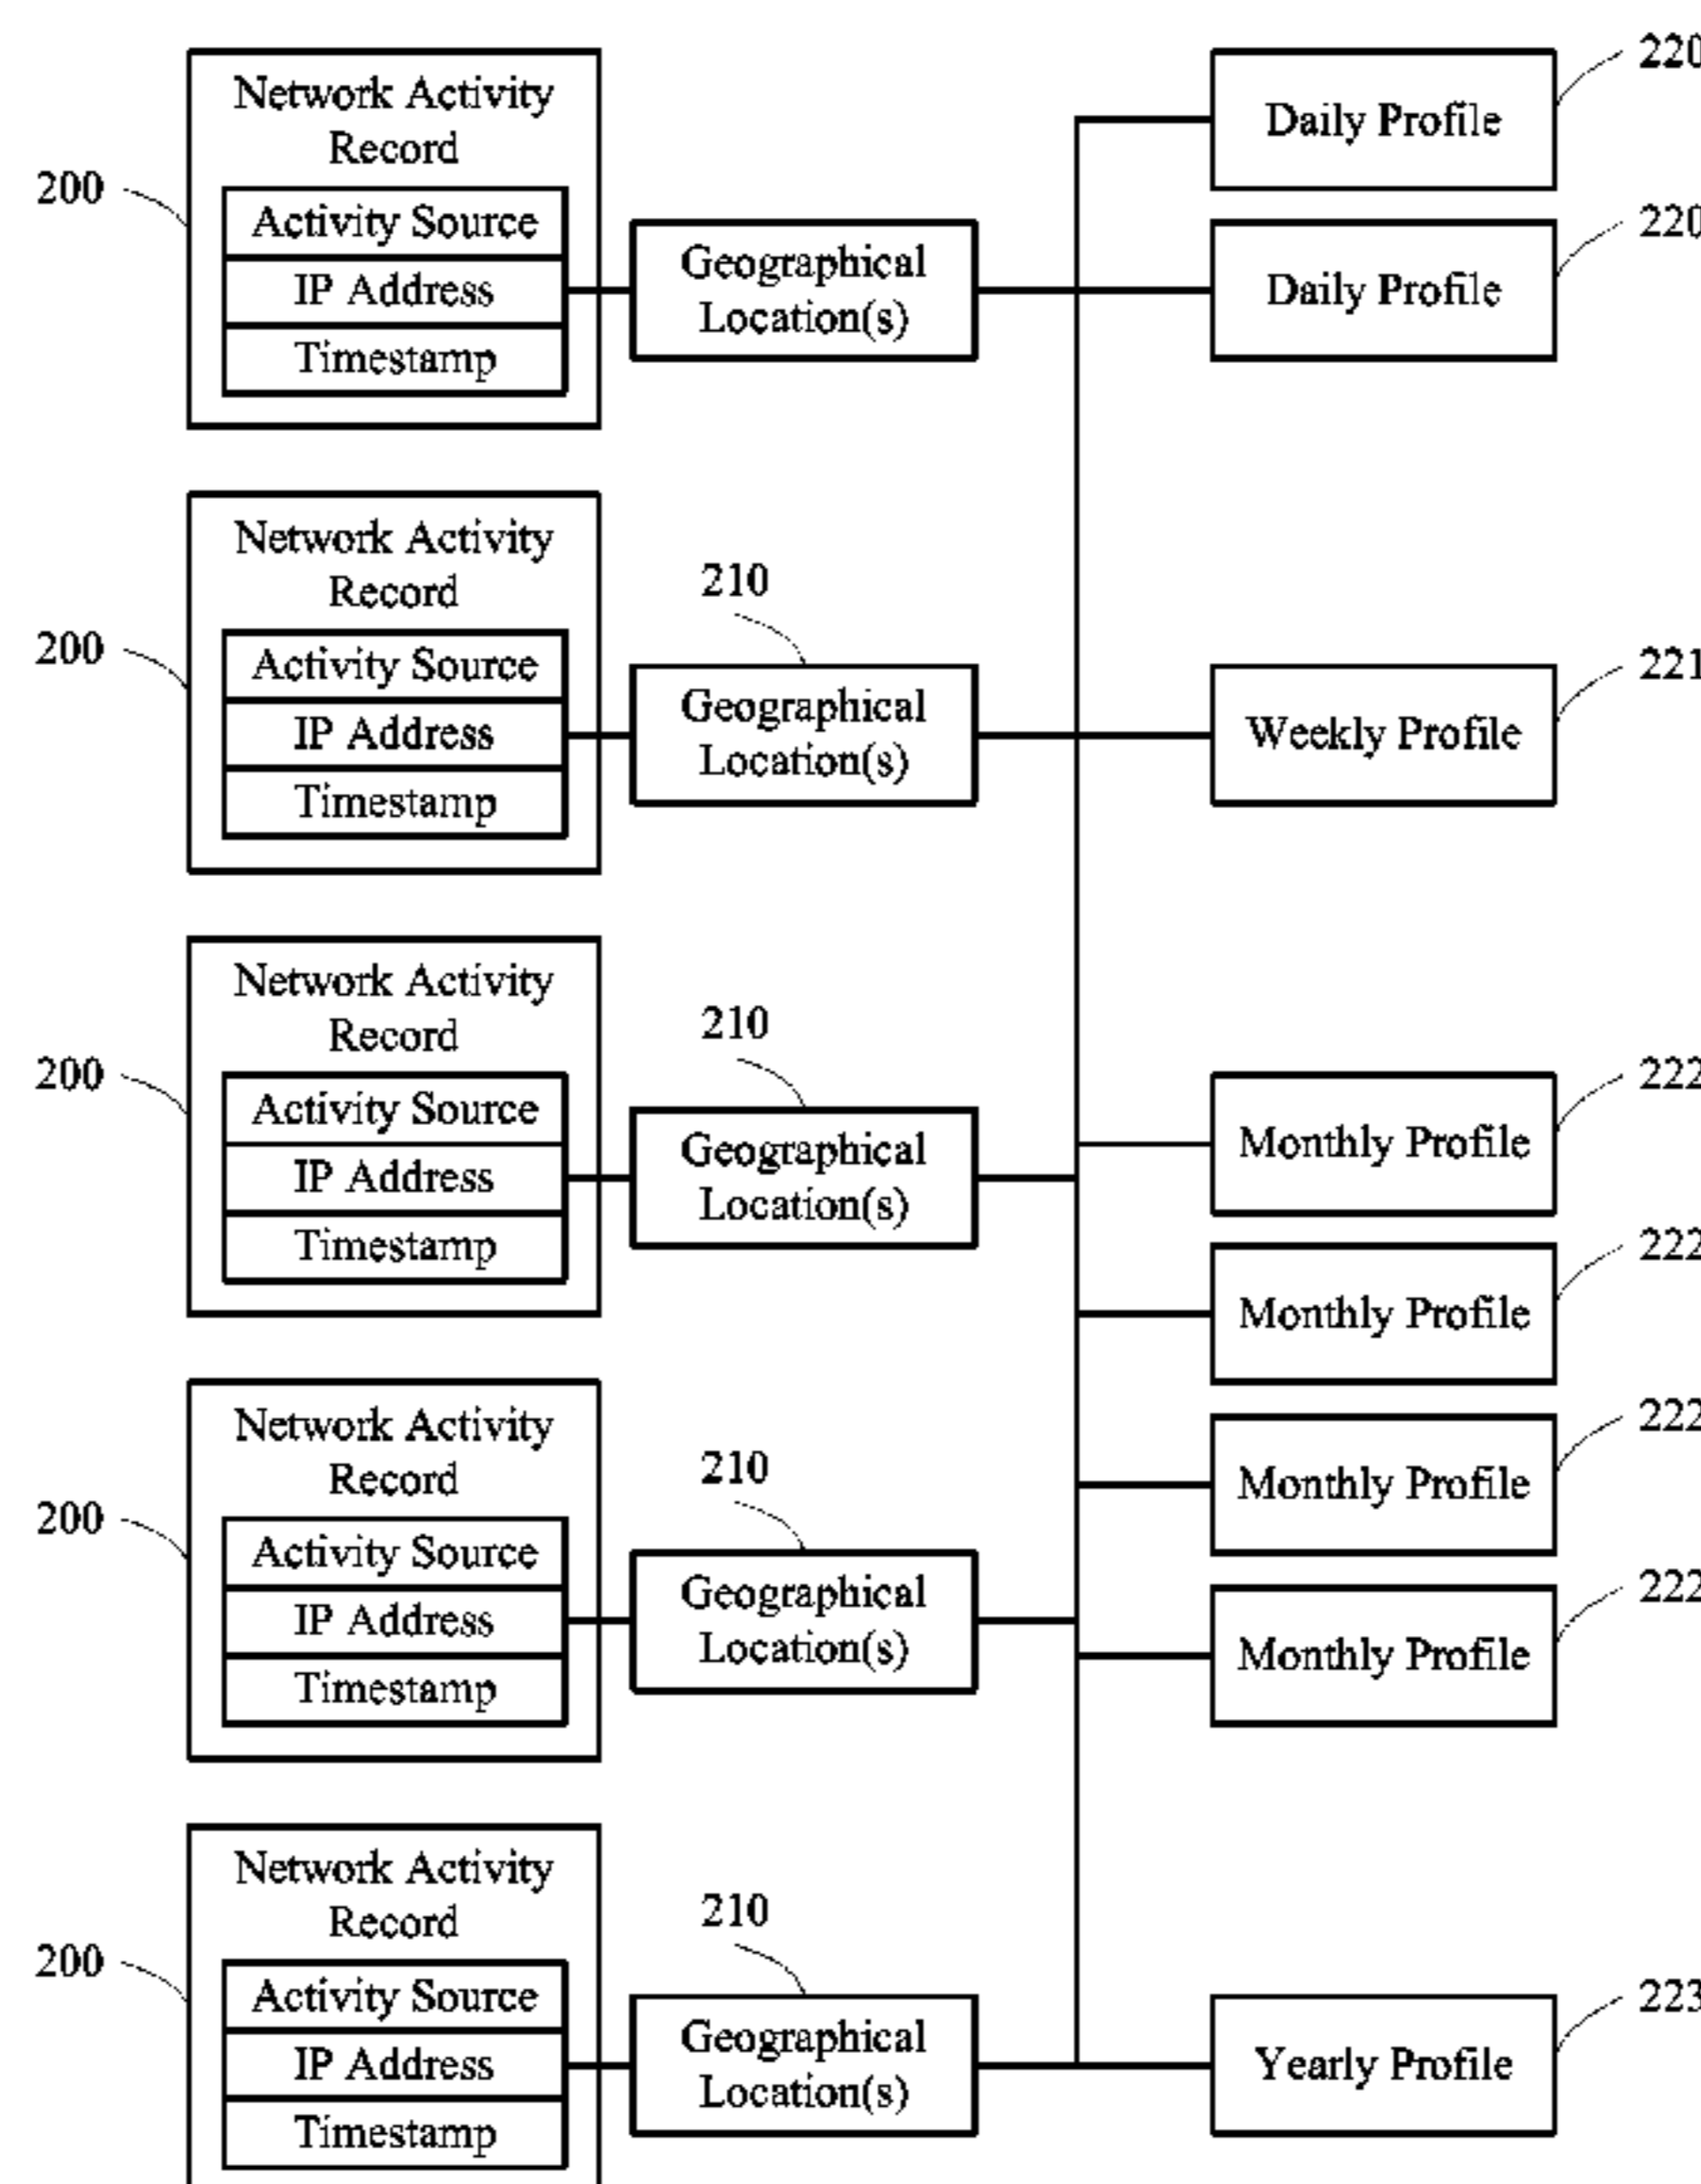 220
Network Activity
Record
Daily Profile
200
220
Activity Source
Geographical
Location(s)
IP Address
Daily Profile
Timestamp
Network Activity
Record
210
200
221
Activity Source
Geographical
Location(s)
IP Address
Weekly Profile
Timestamp
Network Activity
Record
210
200
222
Activity Source
Geographical
Location(s)
Monthly Profile
IP Address
Timestamp
222
Monthly Profile
Network Activity
Record
210
222
Monthly Profile
200
Activity Source
Geographical
Location(s)
222
IP Address
Monthly Profile
Timestamp
Network Activity
Record
210
200
223
Activity Source
Geographical
Location(s)
IP Address
Yearly Profile
Timestamp